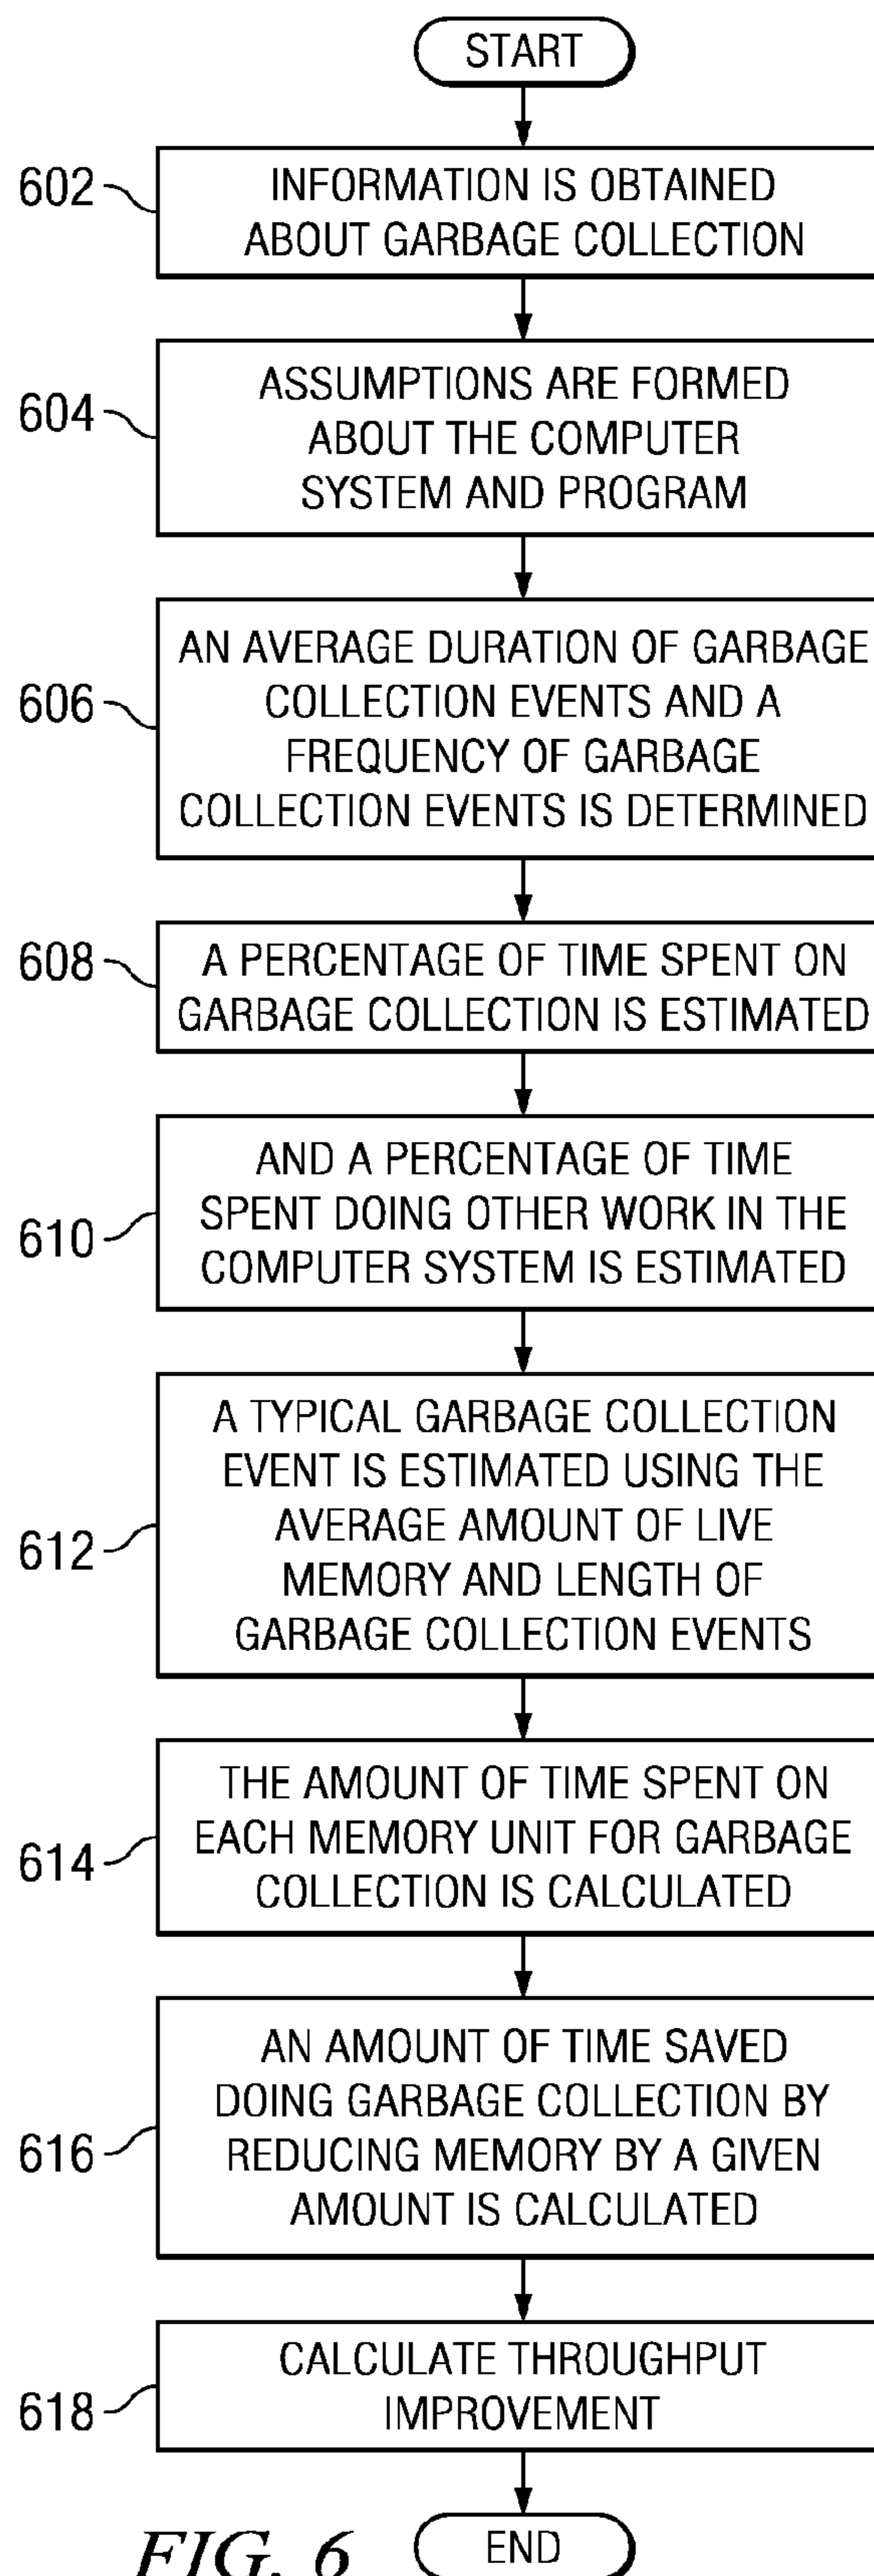 START
602
INFORMATION IS OBTAINED
ABOUT GARBAGE COLLECTION
604
ASSUMPTIONS ARE FORMED
ABOUT THE COMPUTER
SYSTEM AND PROGRAM
606
AN AVERAGE DURATION OF GARBAGE
COLLECTION EVENTS AND A
FREQUENCY OF GARBAGE
COLLECTION EVENTS IS DETERMINED
608
A PERCENTAGE OF TIME SPENT ON
GARBAGE COLLECTION IS ESTIMATED
610
AND A PERCENTAGE OF TIME
SPENT DOING OTHER WORK IN THE
COMPUTER SYSTEM IS ESTIMATED
612
A TYPICAL GARBAGE COLLECTION
EVENT IS ESTIMATED USING THE
AVERAGE AMOUNT OF LIVE
MEMORY AND LENGTH OF
GARBAGE COLLECTION EVENTS
614
THE AMOUNT OF TIME SPENT ON
EACH MEMORY UNIT FOR GARBAGE
COLLECTION IS CALCULATED
616
AN AMOUNT OF TIME SAVED
DOING GARBAGE COLLECTION BY
REDUCING MEMORY BY A GIVEN
AMOUNT IS CALCULATED
618
CALCULATE THROUGHPUT
IMPROVEMENT
FIG. 6
END